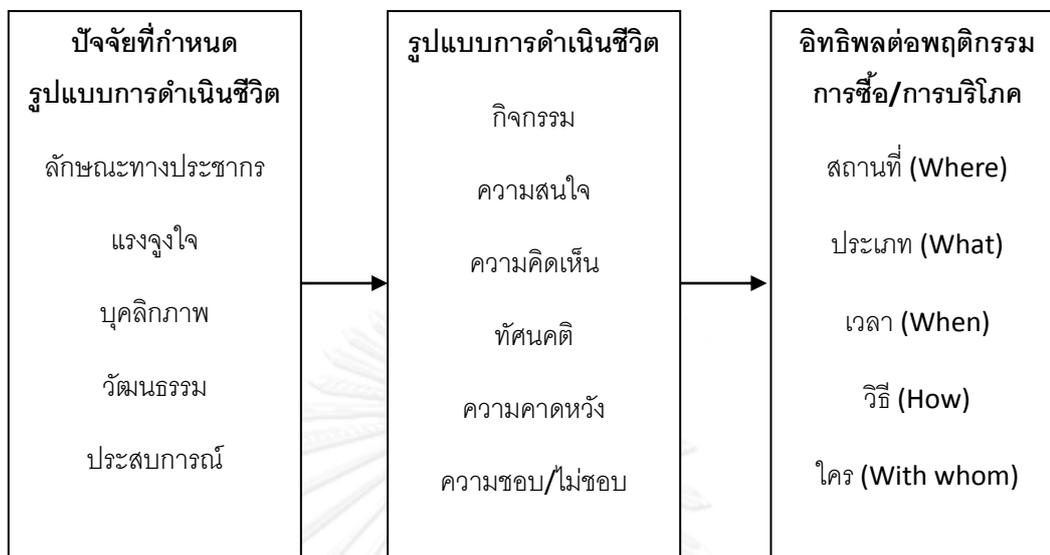 ปัจจัยที่กำหนด
รูปแบบการดำเนินชีวิต
ลักษณะทางประชากร
แรงจูงใจ
บุคลิกภาพ
วัฒนธรรม
ประสบการณ์
รูปแบบการดำเนินชีวิต
กิจกรรม
ความสนใจ
ความคิดเห็น
ทัศนคติ
ความคาดหวัง
ความชอบ/ไม่ชอบ
อิทธิพลต่อพฤติกรรม
การซื้อ/การบริโภค
สถานที่ (Where)
ประเภท (What)
เวลา (When)
วิธี (How)
ใคร (With whom)